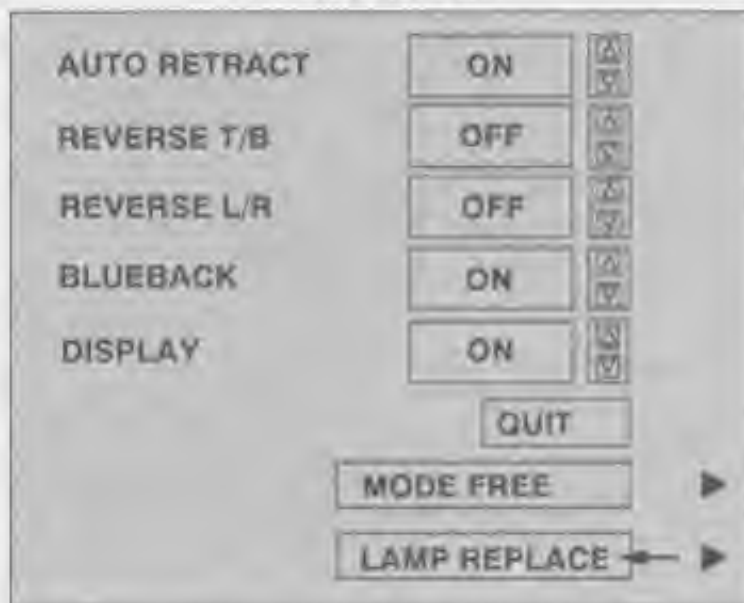 AUTO RETRACT ON
REVERSE T/B OFF
REVERSE L/R OFF
BLUEBACK ON
DISPLAY ON
QUIT
MODE FREE
LAMP REPLACE